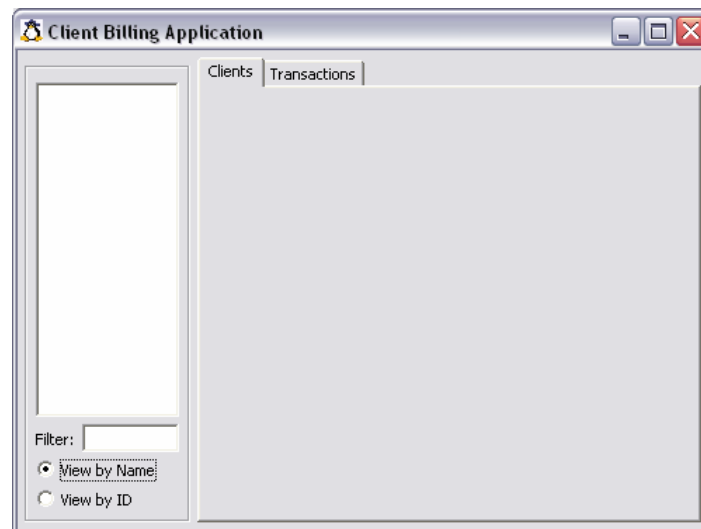 Client Billing Application
Clients
Transactions
Filter:
View by Name
View by ID